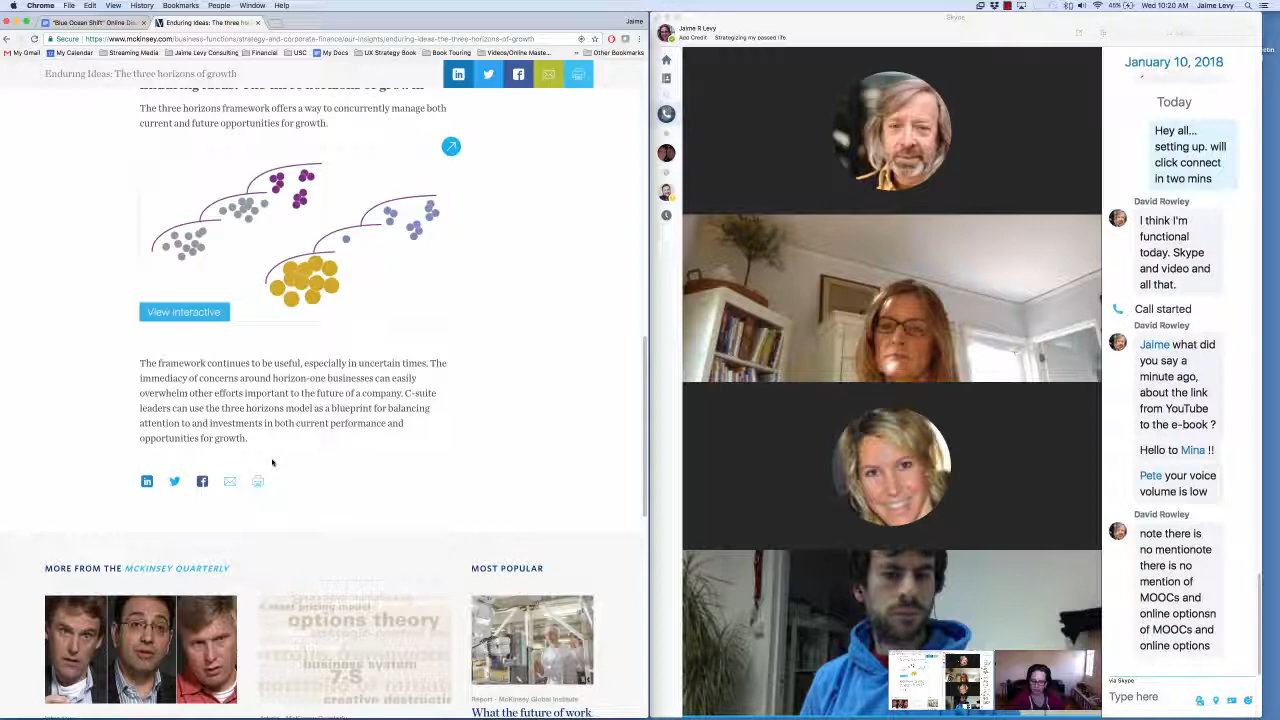 Chrome File Edit View History Bookmarks People Window Help
45% Wed Jan 10 10:20 AM Jaime Levy
"Blue Ocean Shift" Online Dis
Enduring Ideas: The three hor
Jaime
Secure https://www.mckinsey.com/business-functions/strategy-and-corporate-finance/our-insights/enduring-ideas-the-three-horizons-of-growth
My Gmail My Calendar Streaming Media Jaime Levy Consulting Financial USC My Docs UX Strategy Book Book Touring Videos/Online Maste... Other Bookmarks
Enduring Ideas: The three horizons of growth
The three horizons framework offers a way to concurrently manage both
current and future opportunities for growth.
View interactive
The framework continues to be useful, especially in uncertain times. The
immediacy of concerns around horizon-one businesses can easily
overwhelm other efforts important to the future of a company. C-suite
leaders can use the three horizons model as a blueprint for balancing
attention to and investments in both current performance and
opportunities for growth.
MORE FROM THE MCKINSEY QUARTERLY
MOST POPULAR
options theory
business system
7-S
creative destruction
Report - McKinsey Global Institute
What the future of work
Skype
Jaime R Levy
Add Credit Strategizing my passed life
January 10, 2018
Today
Hey all...
setting up. will
click connect
in two mins
David Rowley
I think I'm
functional
today. Skype
and video and
all that.
Call started
David Rowley
Jaime what did
you say a
minute ago,
about the link
from YouTube
to the e-book ?
Hello to Mina !!
Pete your voice
volume is low
David Rowley
note there is
no mentionote
there is no
mention of
MOOCs and
online optionsn
of MOOCs and
online options
via Skype
Type here